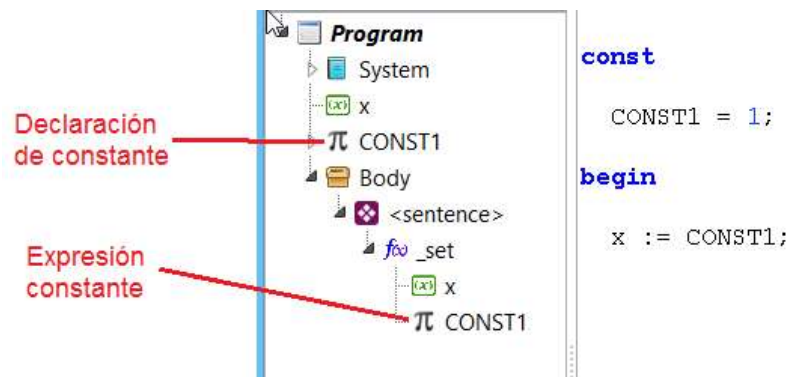 Declaración
de constante
Expresión
constante
Program
System
x
CONST1
Body
<sentence>
_set
x
CONST1
const
CONST1 = 1;
begin
x := CONST1;